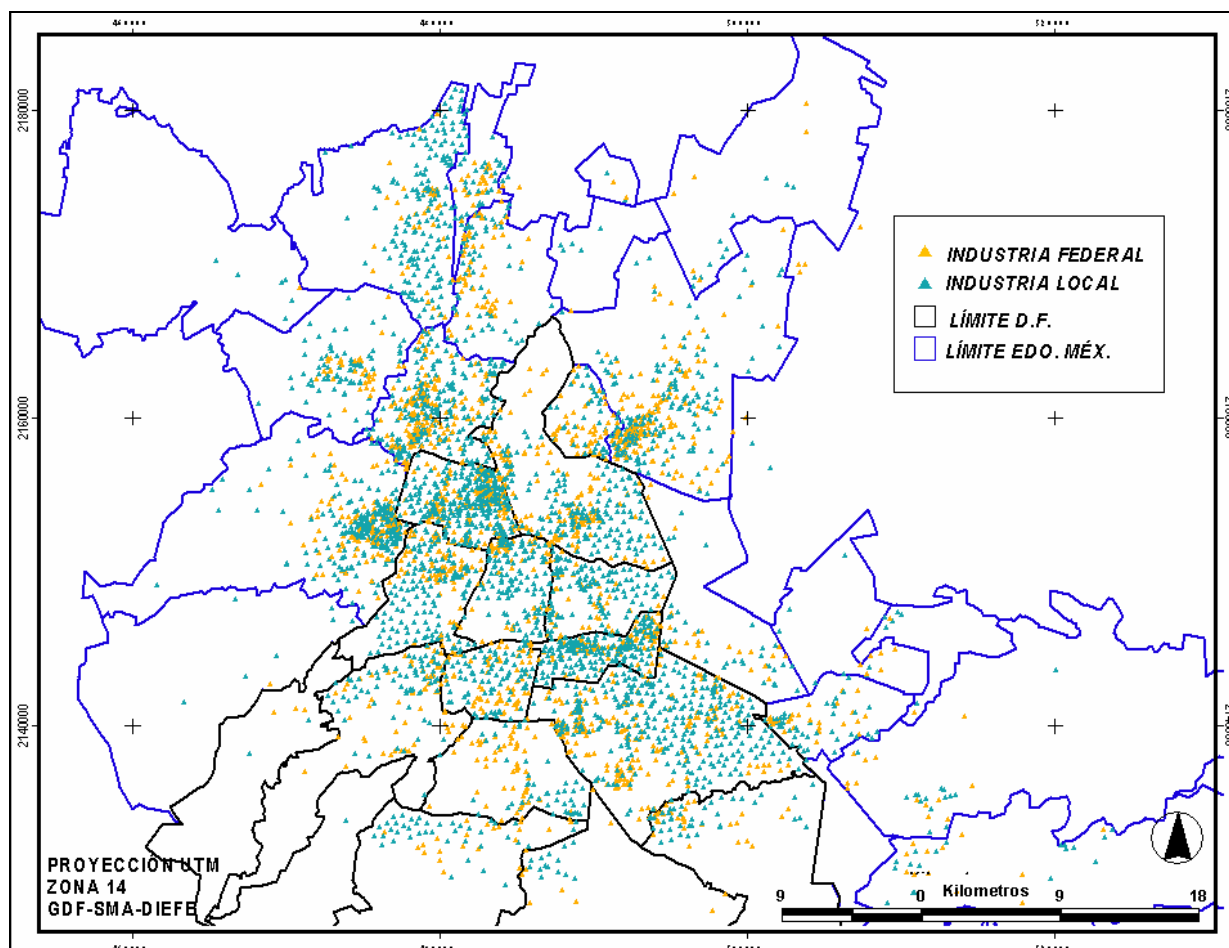 2180000
INDUSTRIA FEDERAL
INDUSTRIA LOCAL
LÍMITE D.F.
LÍMITE EDO. MÉX.
2160000
2140000
PROYECCIÓN UTM
ZONA 14
GDF-SMA-DIEFE
Kilometros
9 0 9 18